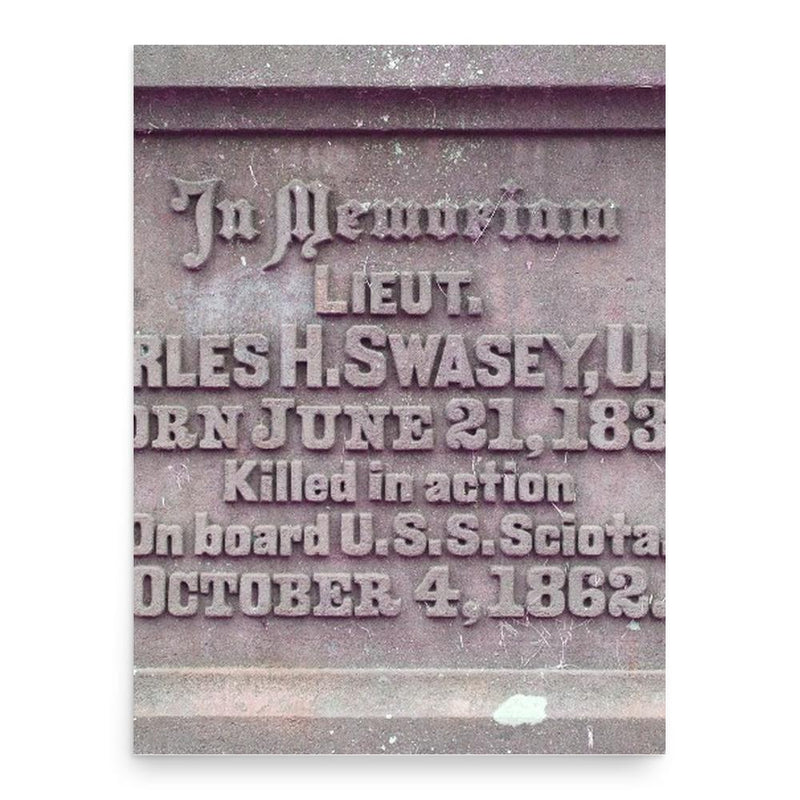 In Memoriam
LIEUT.
RLES H. SWASEY, U.
ORN JUNE 21, 183
Killed in action
On board U.S.S. Sciota.
OCTOBER 4, 1862.